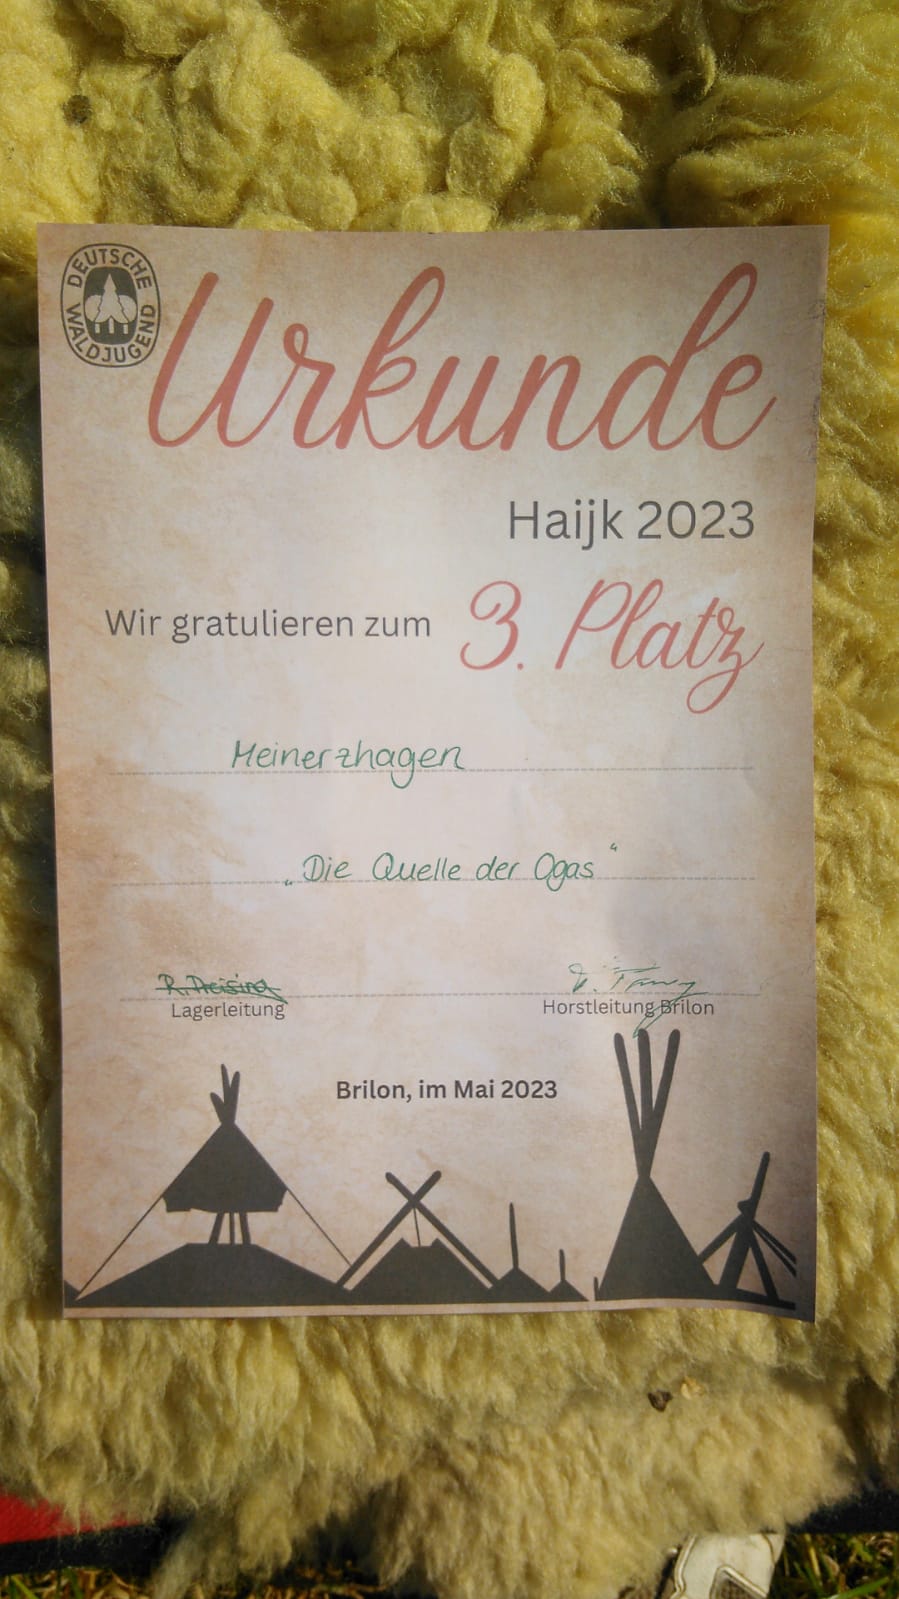 DEUTSCHE
WALDJUGEND
Urkunde
Haijk 2023
Wir gratulieren zum 3. Platz
Meinerzhagen
„Die Quelle der Ogas“
Lagerleitung Horstleitung Brilon
Brilon, im Mai 2023